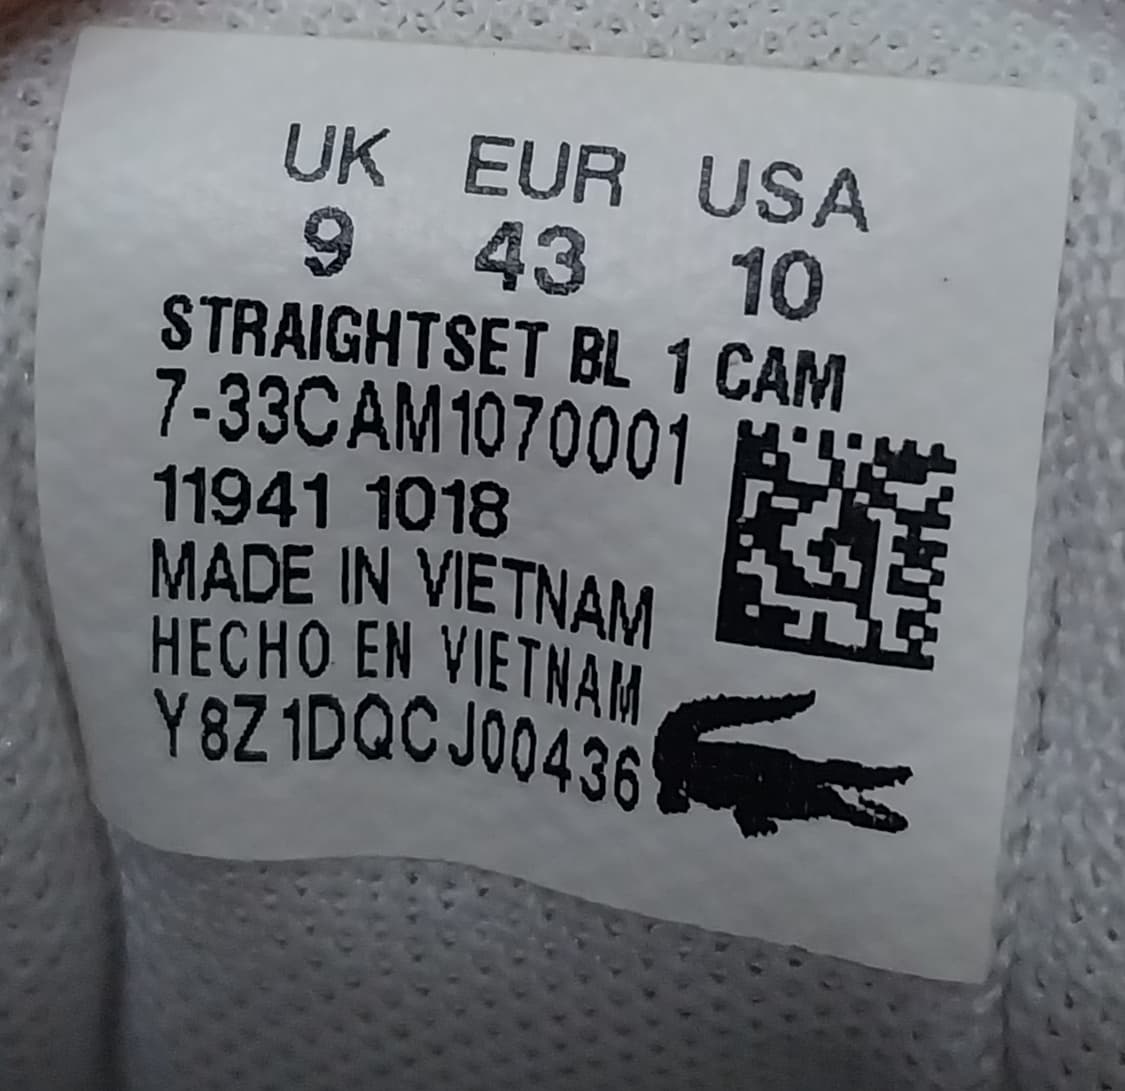 UK EUR USA
9 43 10
STRAIGHTSET BL 1 CAM
7-33CAM1070001
11941 1018
MADE IN VIETNAM
HECHO EN VIETNAM
Y8Z1DQCJ00436